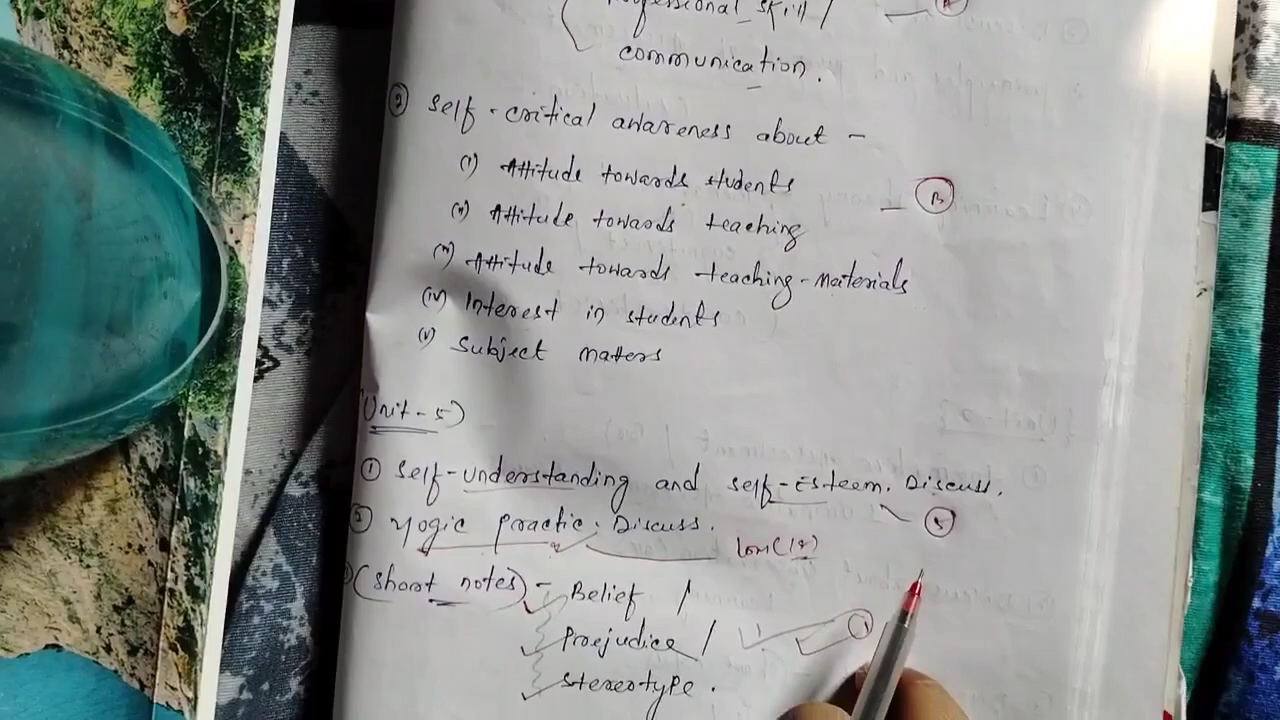 Professional skill /
communication.
② Self-critical awareness about –
(i) Attitude towards students
(ii) Attitude towards teaching
(iii) Attitude towards teaching-materials
(iv) Interest in students
(v) Subject matters
(Unit-5)
① Self-understanding and self-Esteem. Discuss.
② Yogic Practic. Discuss.
(Short notes) – Belief /
Prejudice /
Stereotype.